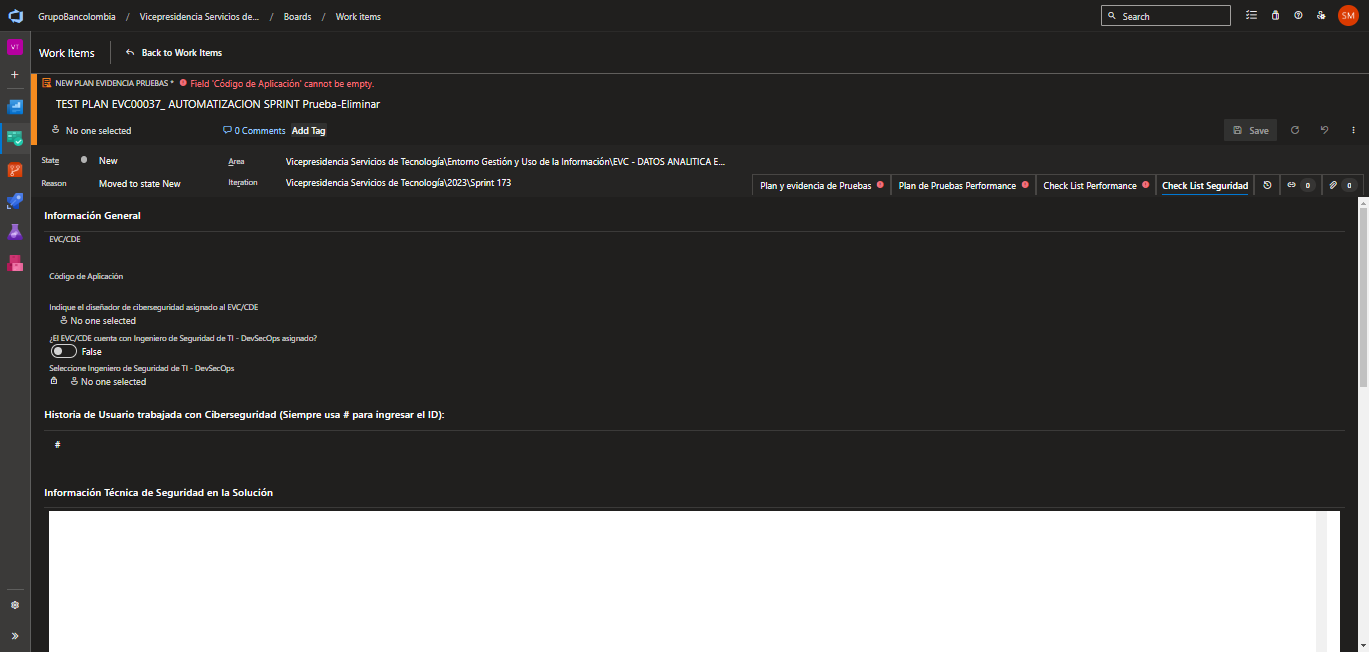 GrupoBancolombia / Vicepresidencia Servicios de... / Boards / Work items
Search
SM
VT
Work Items
Back to Work Items
NEW PLAN EVIDENCIA PRUEBAS * Field 'Código de Aplicación' cannot be empty.
TEST PLAN EVC00037_ AUTOMATIZACION SPRINT Prueba-Eliminar
No one selected
0 Comments
Add Tag
Save
State
New
Area
Vicepresidencia Servicios de Tecnología\Entorno Gestión y Uso de la Información\EVC - DATOS ANALITICA E...
Reason
Moved to state New
Iteration
Vicepresidencia Servicios de Tecnología\2023\Sprint 173
Plan y evidencia de Pruebas
Plan de Pruebas Performance
Check List Performance
Check List Seguridad
0
0
Información General
EVC/CDE
Código de Aplicación
Indique el diseñador de ciberseguridad asignado al EVC/CDE
No one selected
¿El EVC/CDE cuenta con Ingeniero de Seguridad de TI - DevSecOps asignado?
False
Seleccione Ingeniero de Seguridad de TI - DevSecOps
No one selected
Historia de Usuario trabajada con Ciberseguridad (Siempre usa # para ingresar el ID):
#
Información Técnica de Seguridad en la Solución